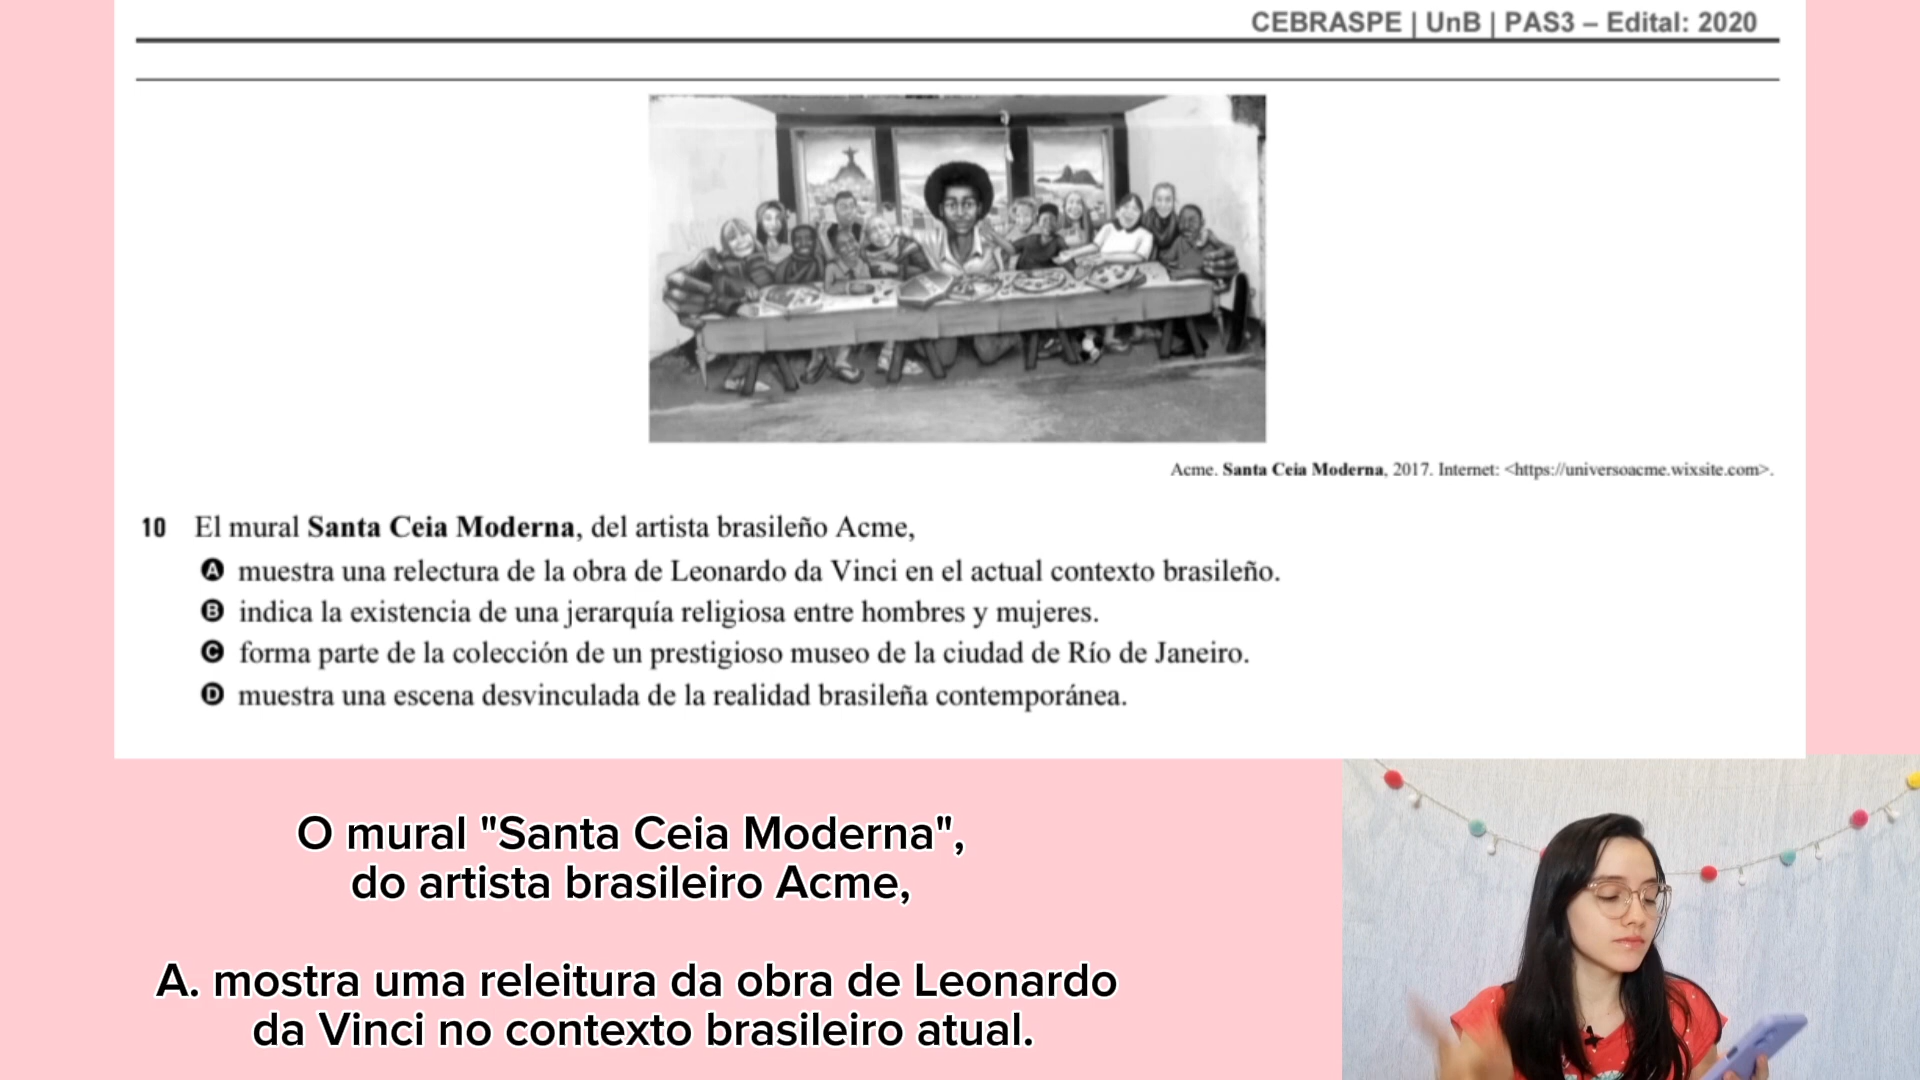 CEBRASPE | UnB | PAS3 – Edital: 2020
Acme. Santa Ceia Moderna, 2017. Internet: <https://universoacme.wixsite.com>.
10 El mural Santa Ceia Moderna, del artista brasileño Acme,
A muestra una relectura de la obra de Leonardo da Vinci en el actual contexto brasileño.
B indica la existencia de una jerarquía religiosa entre hombres y mujeres.
C forma parte de la colección de un prestigioso museo de la ciudad de Río de Janeiro.
D muestra una escena desvinculada de la realidad brasileña contemporánea.
O mural "Santa Ceia Moderna",
do artista brasileiro Acme,
A. mostra uma releitura da obra de Leonardo
da Vinci no contexto brasileiro atual.